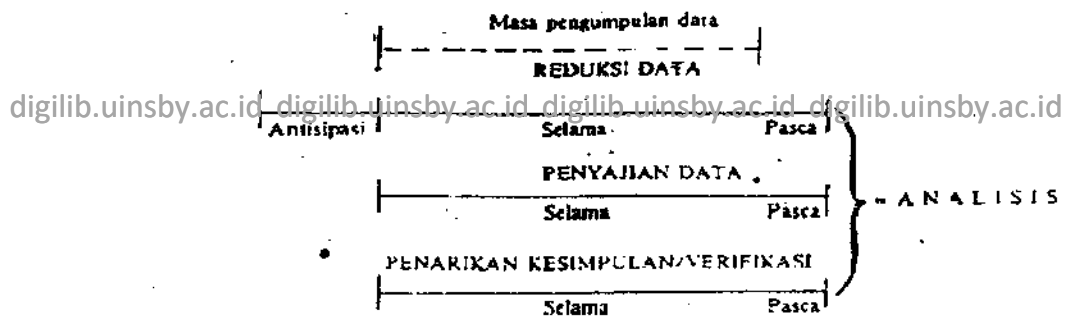 Masa pengumpulan data
REDUKSI DATA
digilib.uinsby.ac.id digilib.uinsby.ac.id digilib.uinsby.ac.id digilib.uinsby.ac.id
Antisipasi Selama Pasca
PENYAJIAN DATA
Selama Pasca
= ANALISIS
PENARIKAN KESIMPULAN/VERIFIKASI
Selama Pasca